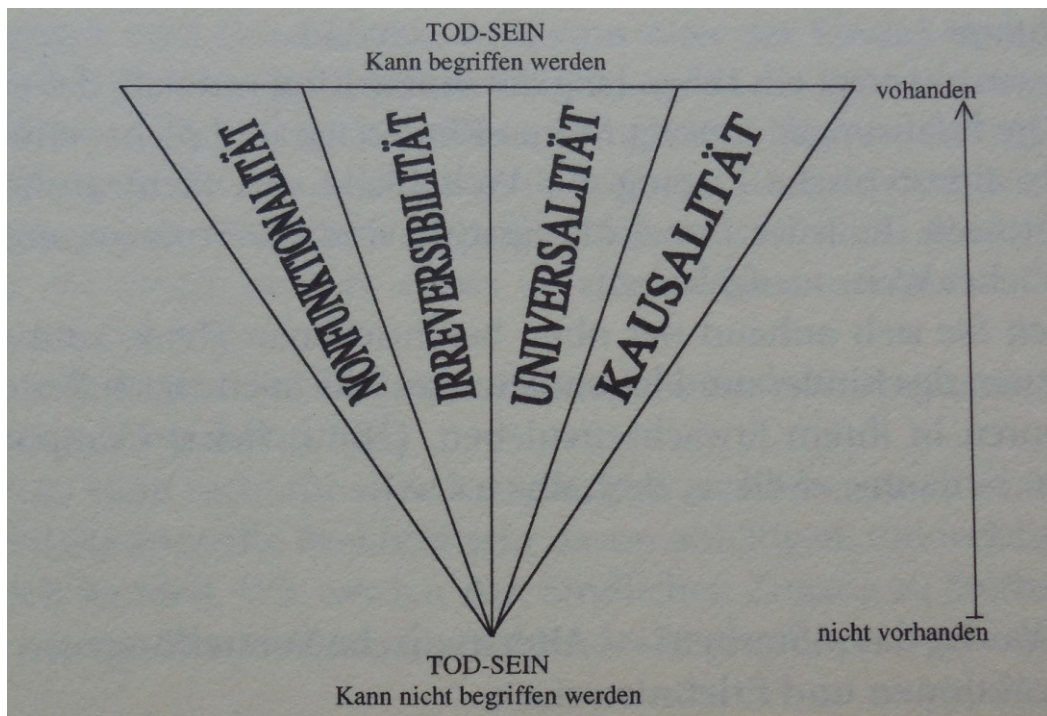 TOD-SEIN
Kann begriffen werden
vohanden
NONFUNKTIONALITÄT
IRREVERSIBILITÄT
UNIVERSALITÄT
KAUSALITÄT
nicht vorhanden
TOD-SEIN
Kann nicht begriffen werden